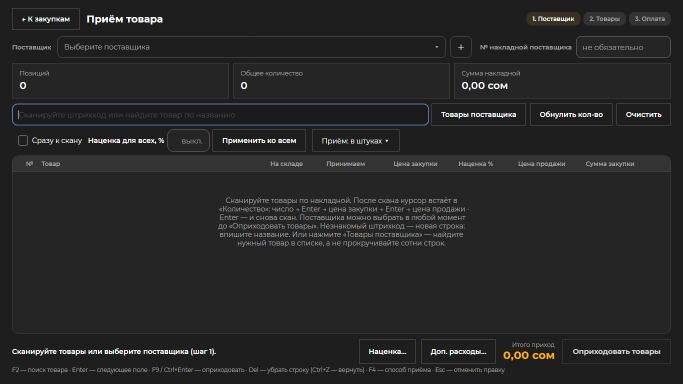 ← К закупкам
Приём товара
1. Поставщик
2. Товары
3. Оплата
Поставщик
Выберите поставщика
+
№ накладной поставщика
не обязательно
Позиций
0
Общее количество
0
Сумма накладной
0,00 сом
Сканируйте штрихкод или найдите товар по названию
Товары поставщика
Обнулить кол-во
Очистить
Сразу к скану
Наценка для всех, %
выкл.
Применить ко всем
Приём: в штуках ▾
№ Товар На складе Принимаем Цена закупки Наценка % Цена продажи Сумма закупки
Сканируйте товары по накладной. После скана курсор встаёт в
«Количество»: число → Enter → цена закупки → Enter → цена продажи ·
Enter — и снова скан. Поставщика можно выбрать в любой момент
до «Оприходовать товары». Незнакомый штрихкод — новая строка:
впишите название. Или нажмите «Товары поставщика» — найдите
нужный товар в списке, а не прокручивайте сотни строк.
Сканируйте товары или выберите поставщика (шаг 1).
Наценка...
Доп. расходы...
Итого приход
0,00 сом
Оприходовать товары
F2 — поиск товара · Enter — следующее поле · F9 / Ctrl+Enter — оприходовать · Del — убрать строку (Ctrl+Z — вернуть) · F4 — способ приёма · Esc — отменить правку